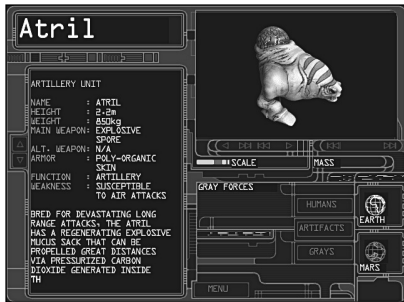 Atril
ARTILLERY UNIT
NAME : ATRIL
HEIGHT : 2.2m
WEIGHT : 850kg
MAIN WEAPON: EXPLOSIVE
SPORE
ALT. WEAPON: N/A
ARMOR : POLY-ORGANIC
SKIN
FUNCTION : ARTILLERY
WEAKNESS : SUSCEPTIBLE
TO AIR ATTACKS
BRED FOR DEVASTATING LONG
RANGE ATTACKS, THE ATRIL
HAS A REGENERATING EXPLOSIVE
MUCUS SACK THAT CAN BE
PROPELLED GREAT DISTANCES
VIA PRESSURIZED CARBON
DIOXIDE GENERATED INSIDE
TH
SCALE
MASS
GRAY FORCES
HUMANS
EARTH
ARTIFACTS
GRAYS
MARS
MENU